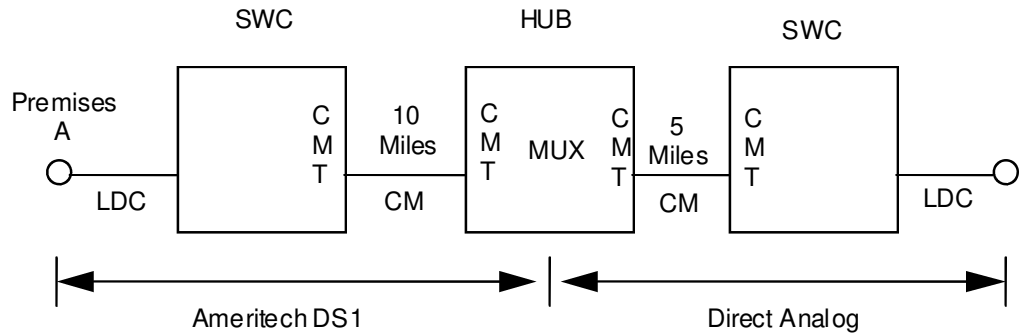 SWC HUB SWC
Premises
A
C
M
T
10
Miles
C
M
T
MUX
C
M
T
5
Miles
C
M
T
LDC CM CM LDC
Ameritech DS1 Direct Analog